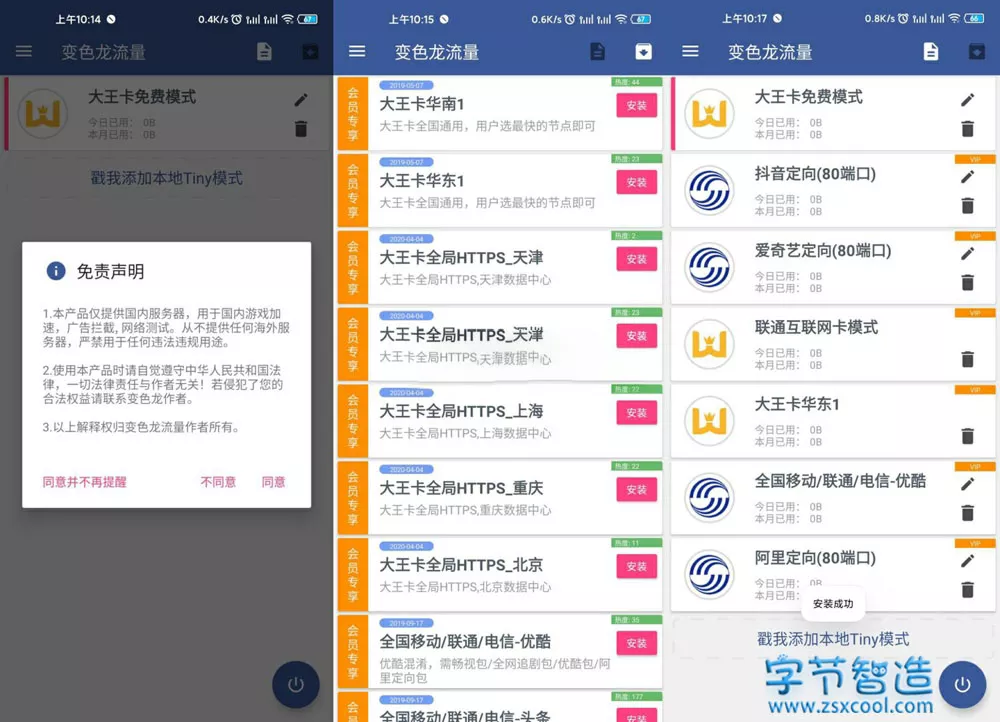 上午10:14
0.4K/s
67
变色龙流量
大王卡免费模式
今日已用： 0B
本月已用： 0B
戳我添加本地Tiny模式
免责声明
1.本产品仅提供国内服务器，用于国内游戏加
速，广告拦截, 网络测试。从不提供任何海外服
务器，严禁用于任何违法违规用途。
2.使用本产品时请自觉遵守中华人民共和国法
律，一切法律责任与作者无关！若侵犯了您的
合法权益请联系变色龙作者。
3.以上解释权归变色龙流量作者所有。
同意并不再提醒
不同意
同意
上午10:15
0.6K/s
67
变色龙流量
会员专享
2019-05-07
热度: 44
大王卡华南1
安装
大王卡全国通用，用户选最快的节点即可
会员专享
2019-05-07
热度: 23
大王卡华东1
安装
大王卡全国通用，用户选最快的节点即可
会员专享
2020-04-04
热度: 2
大王卡全局HTTPS_天津
安装
大王卡全局HTTPS,天津数据中心
会员专享
2020-04-04
热度: 23
大王卡全局HTTPS_天
安装
大王卡全局HTTPS,天数据中心
会员专享
2020-04-04
热度: 22
大王卡全局HTTPS_上海
安装
大王卡全局HTTPS,上海数据中心
会员专享
2020-04-04
热度: 22
大王卡全局HTTPS_重庆
安装
大王卡全局HTTPS,重庆数据中心
会员专享
2020-04-04
热度: 11
大王卡全局HTTPS_北京
安装
大王卡全局HTTPS,北京数据中心
会员专享
2019-09-17
热度: 35
全国移动/联通/电信-优酷
安装
优酷混淆，需畅视包/全网追剧包/优酷包/阿
里定向包
会
2019-09-17
热度: 177
全国移动/联通/电信-头条
安装
上午10:17
0.8K/s
66
变色龙流量
大王卡免费模式
今日已用： 0B
本月已用： 0B
VIP
抖音定向(80端口)
今日已用： 0B
本月已用： 0B
VIP
爱奇艺定向(80端口)
今日已用： 0B
本月已用： 0B
VIP
联通互联网卡模式
今日已用： 0B
本月已用： 0B
VIP
大王卡华东1
今日已用： 0B
本月已用： 0B
VIP
全国移动/联通/电信-优酷
今日已用： 0B
本月已用： 0B
VIP
阿里定向(80端口)
今日已用： 0B
本月已用：
安装成功
戳我添加本地Tiny模式
字节智造
www.zsxcool.com